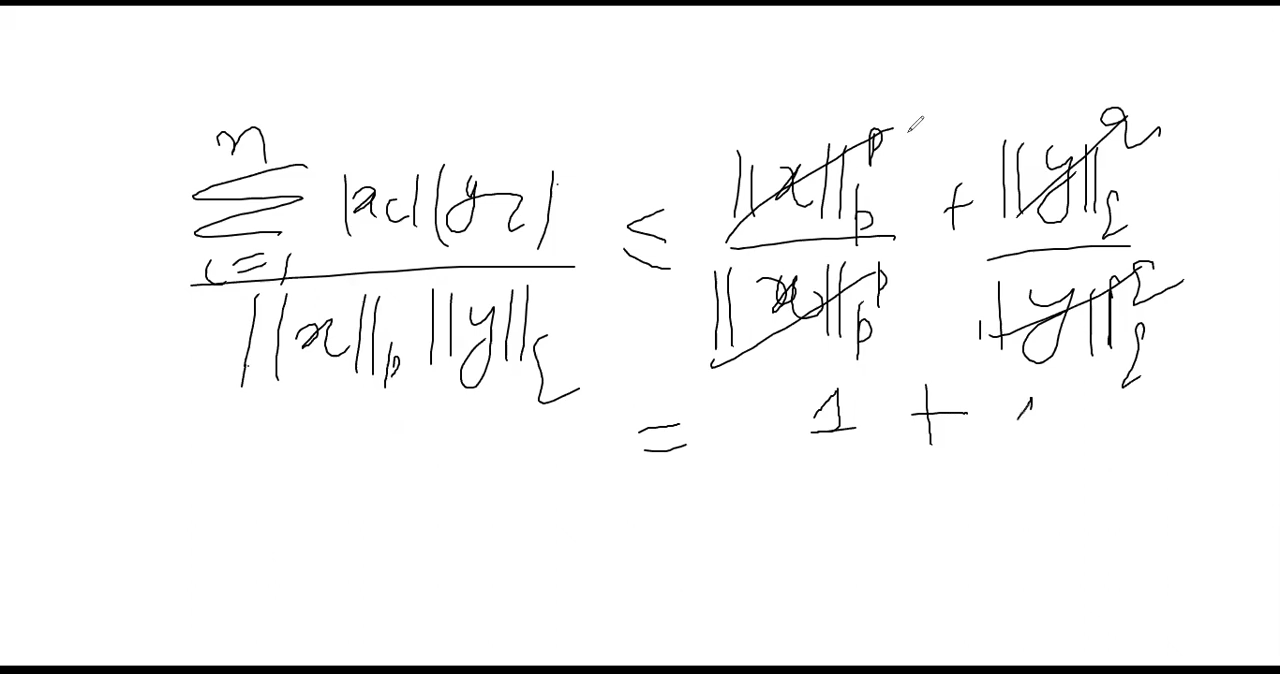 n
∑ |xᵢ| |yᵢ| ≤ ||x||ₚᵖ + ||y||_q^q
i=1
||x||ₚ ||y||_q ||x||ₚᵖ ||y||_q^q
= 1 +